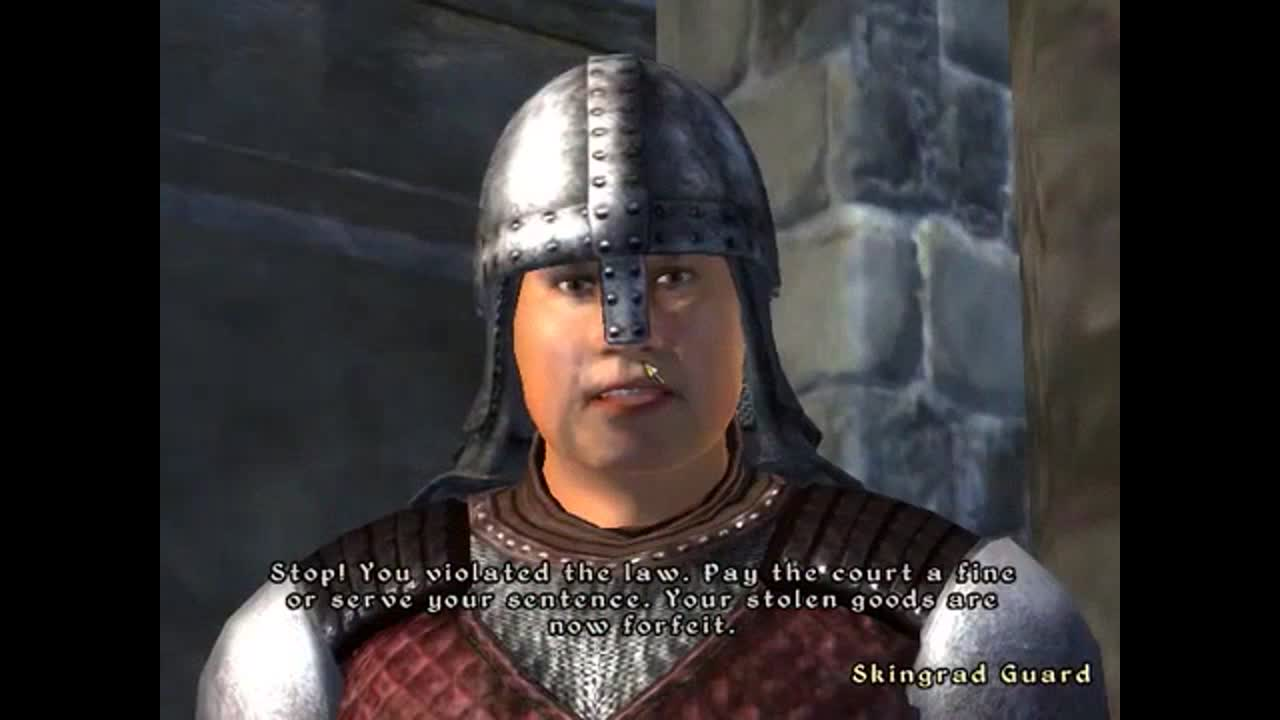 Stop! You violated the law. Pay the court a fine
or serve your sentence. Your stolen goods are
now forfeit.
Skingrad Guard